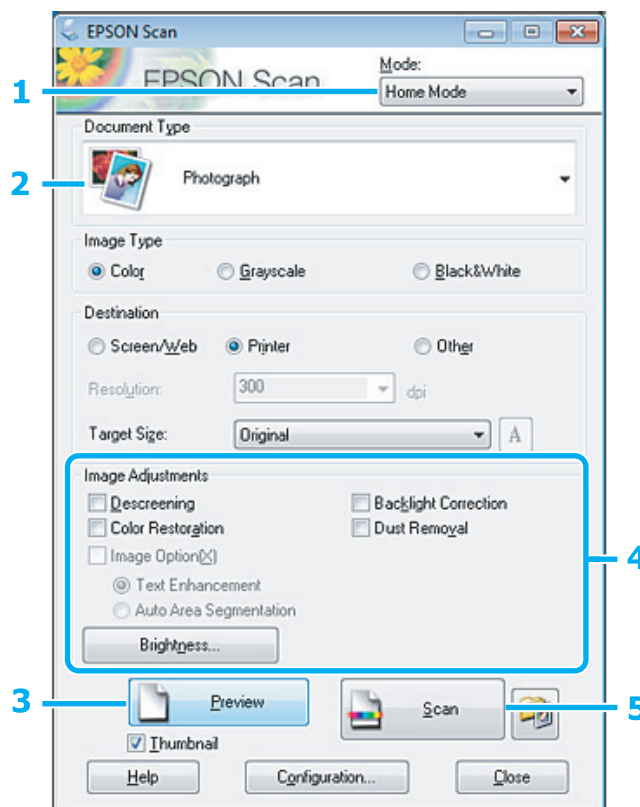 EPSON Scan
EPSON Scan
Mode:
1
Home Mode
Document Type
2
Photograph
Image Type
Color Grayscale Black&White
Destination
Screen/Web Printer Other
Resolution: 300 dpi
Target Size: Original A
Image Adjustments
Descreening Backlight Correction
Color Restoration Dust Removal
Image Option(X)
4
Text Enhancement
Auto Area Segmentation
Brightness...
3 Preview Scan 5
Thumbnail
Help Configuration... Close